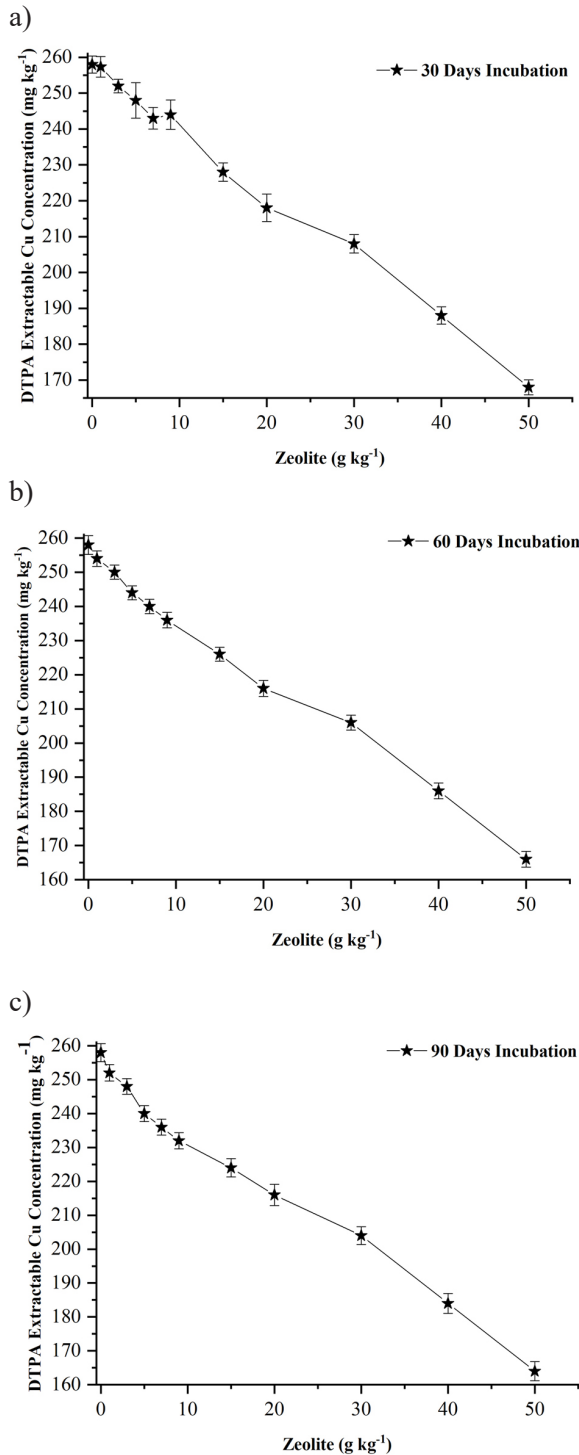 a)
260
250
240
230
220
210
200
190
180
170
DTPA Extractable Cu Concentration (mg kg⁻¹)
30 Days Incubation
0 10 20 30 40 50
Zeolite (g kg⁻¹)
b)
260
250
240
230
220
210
200
190
180
170
160
DTPA Extractable Cu Concentration (mg kg⁻¹)
60 Days Incubation
0 10 20 30 40 50
Zeolite (g kg⁻¹)
c)
260
250
240
230
220
210
200
190
180
170
160
DTPA Extractable Cu Concentration (mg kg⁻¹)
90 Days Incubation
0 10 20 30 40 50
Zeolite (g kg⁻¹)